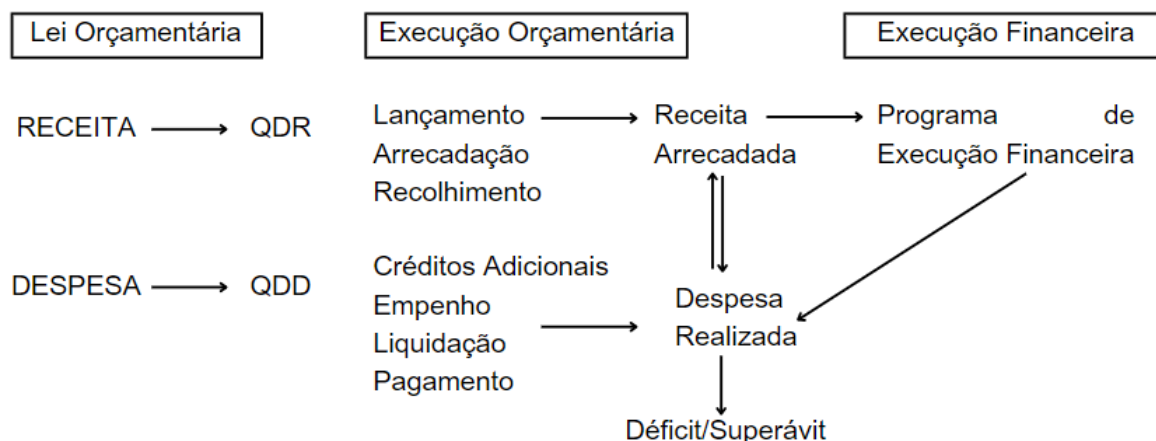 Lei Orçamentária
Execução Orçamentária
Execução Financeira
RECEITA
QDR
Lançamento
Arrecadação
Recolhimento
Receita
Arrecadada
Programa de
Execução Financeira
DESPESA
QDD
Créditos Adicionais
Empenho
Liquidação
Pagamento
Despesa
Realizada
Déficit/Superávit